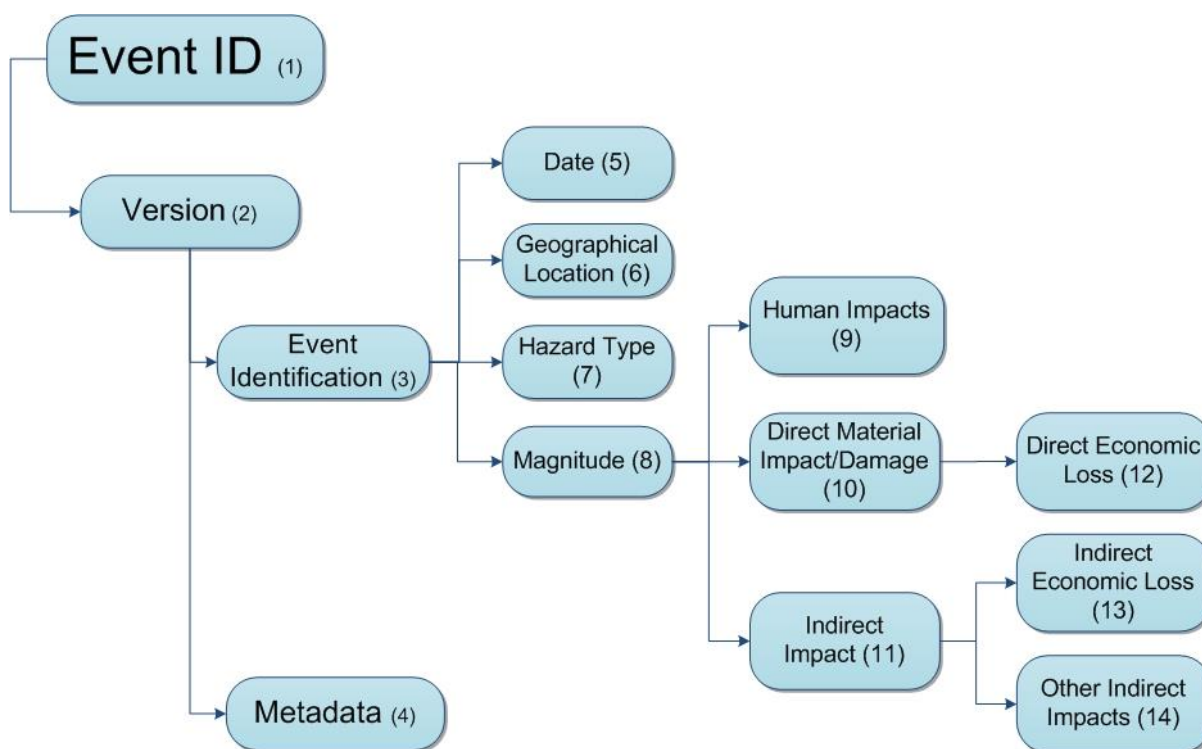 Event ID (1)
Version (2)
Event
Identification (3)
Metadata (4)
Date (5)
Geographical
Location (6)
Hazard Type
(7)
Magnitude (8)
Human Impacts
(9)
Direct Material
Impact/Damage
(10)
Indirect
Impact (11)
Direct Economic
Loss (12)
Indirect
Economic Loss
(13)
Other Indirect
Impacts (14)